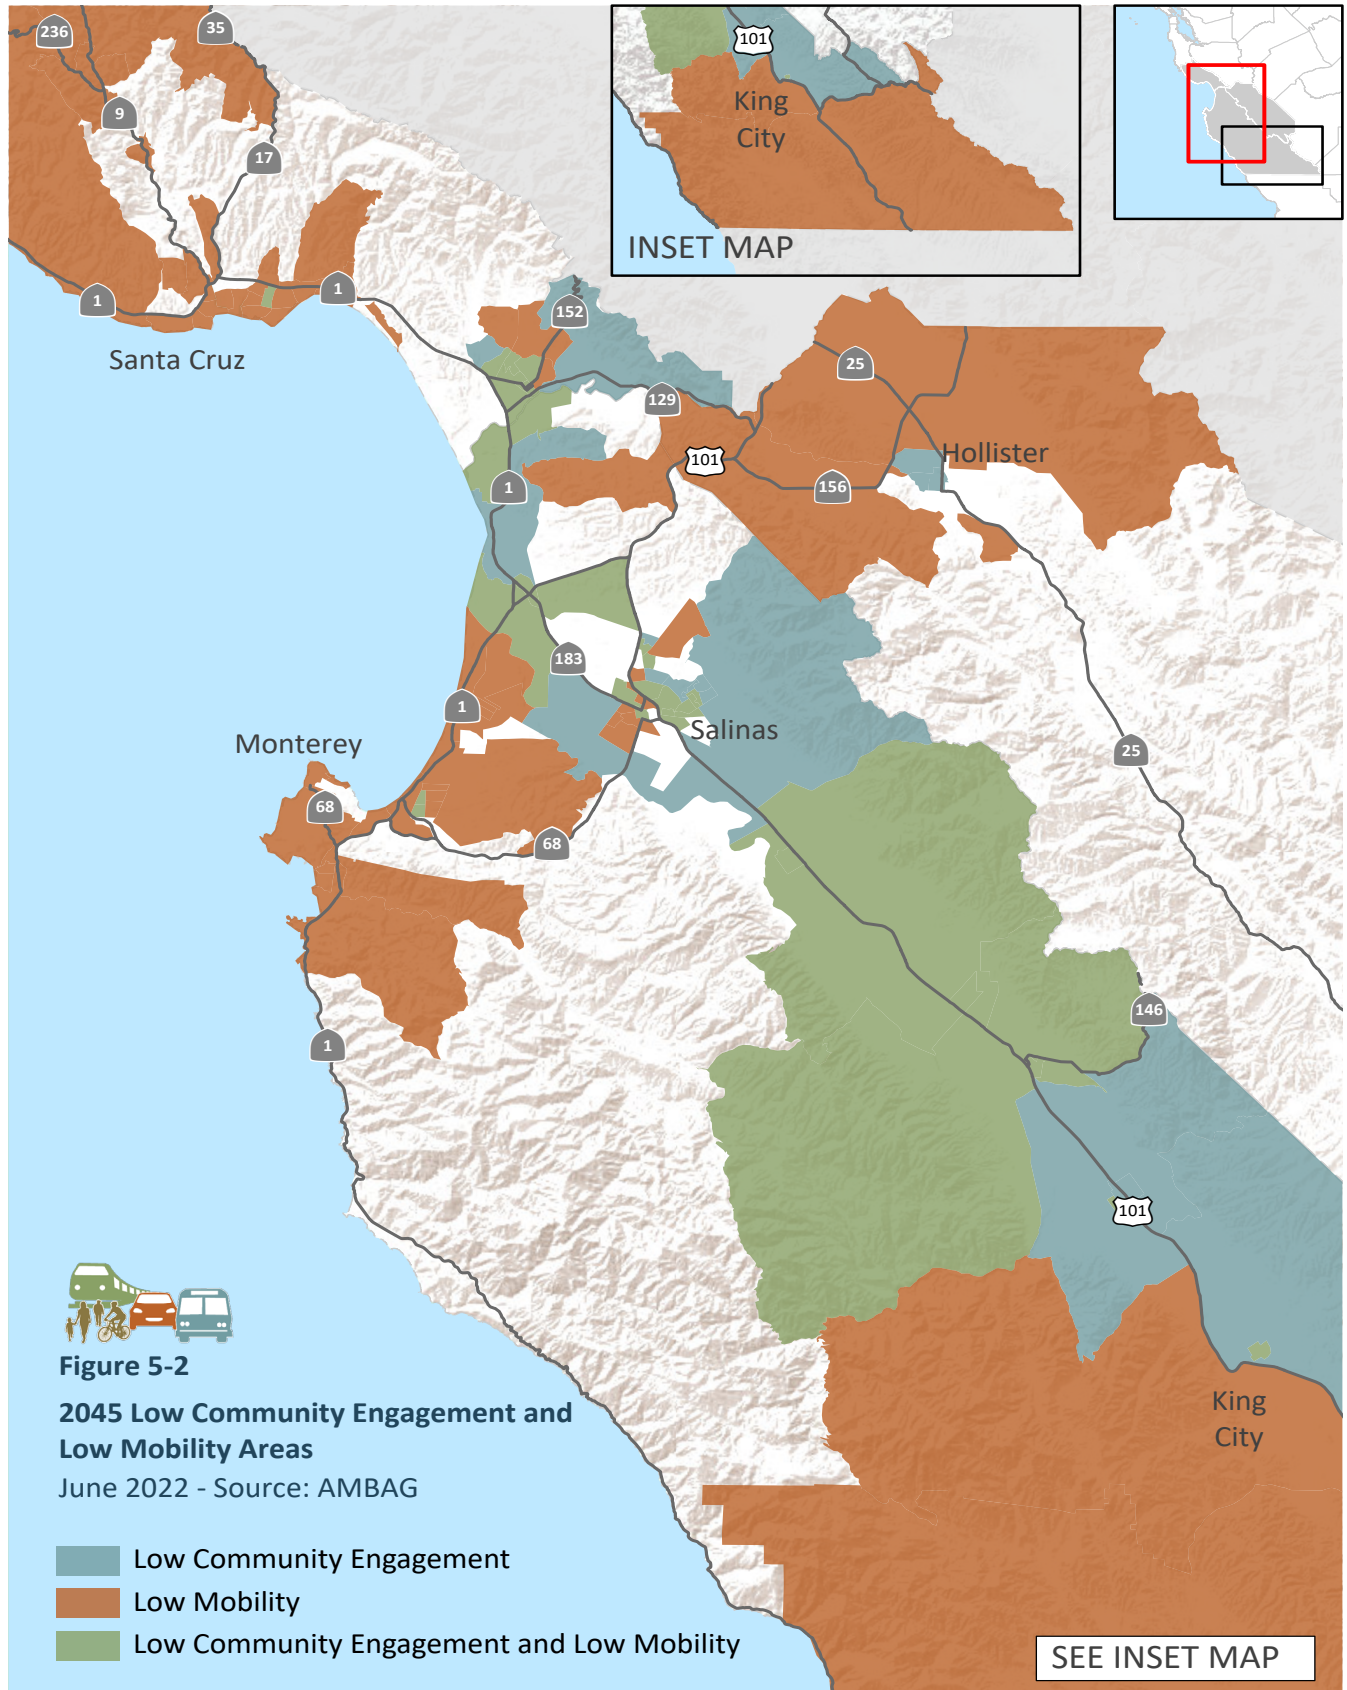 236
35
9
17
1
1
Santa Cruz
101
King
City
INSET MAP
152
25
129
101
Hollister
156
1
183
1
Salinas
Monterey
68
68
25
146
1
101
King
City
Figure 5-2
2045 Low Community Engagement and
Low Mobility Areas
June 2022 - Source: AMBAG
Low Community Engagement
Low Mobility
Low Community Engagement and Low Mobility
SEE INSET MAP